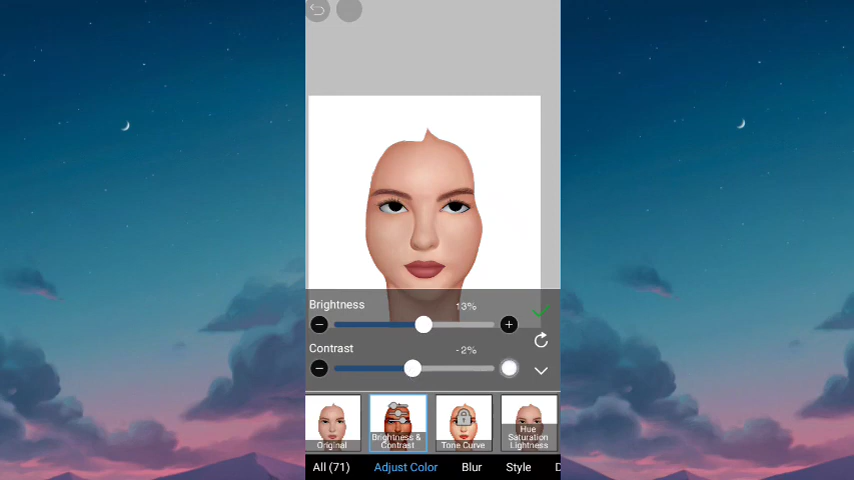 Brightness 13%
Contrast -2%
Original
Brightness &
Contrast
Tone Curve
Hue
Saturation
Lightness
All (71) Adjust Color Blur Style D